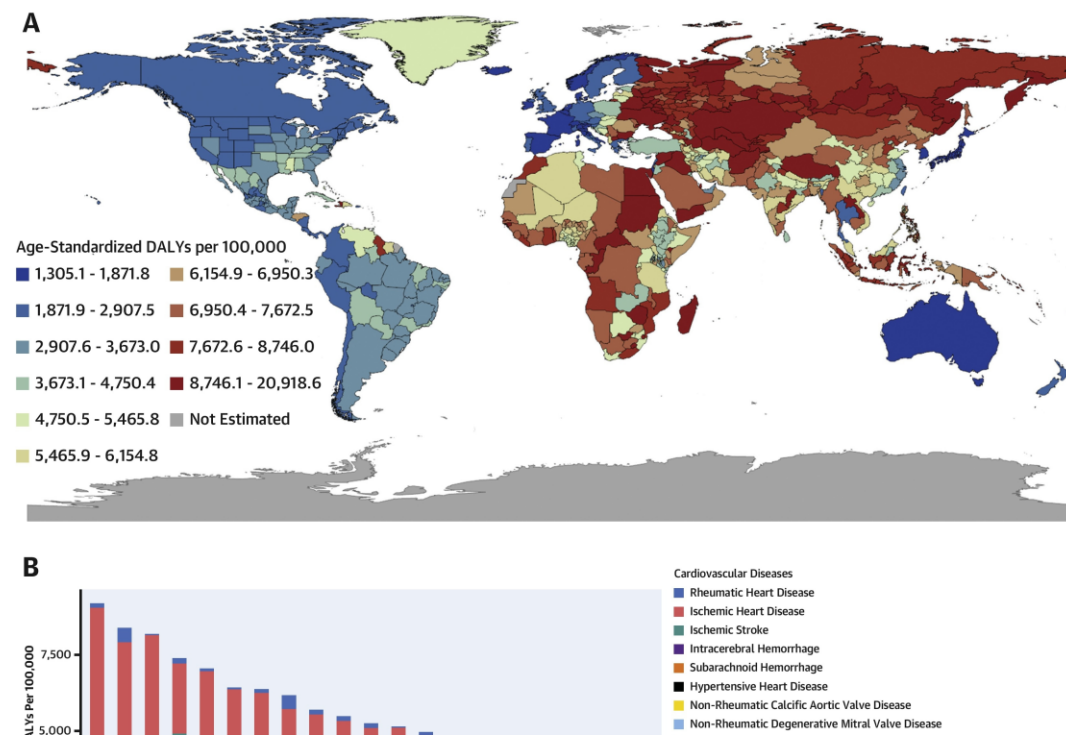 A
Age-Standardized DALYs per 100,000
1,305.1 - 1,871.8
1,871.9 - 2,907.5
2,907.6 - 3,673.0
3,673.1 - 4,750.4
4,750.5 - 5,465.8
5,465.9 - 6,154.8
6,154.9 - 6,950.3
6,950.4 - 7,672.5
7,672.6 - 8,746.0
8,746.1 - 20,918.6
Not Estimated
B
ALYs Per 100,000
7,500
5,000
Cardiovascular Diseases
Rheumatic Heart Disease
Ischemic Heart Disease
Ischemic Stroke
Intracerebral Hemorrhage
Subarachnoid Hemorrhage
Hypertensive Heart Disease
Non-Rheumatic Calcific Aortic Valve Disease
Non-Rheumatic Degenerative Mitral Valve Disease